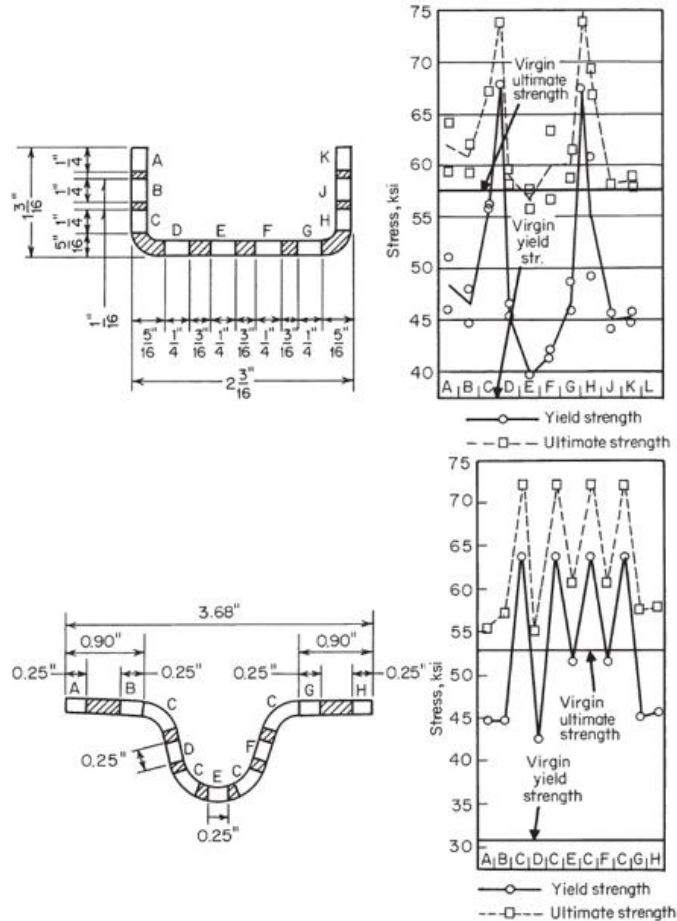 1 3/16"
1/4"
1/4"
1/4"
5/16"
1 1/16"
A
B
C
D
E
F
G
H
J
K
5/16"
1/4"
3/16"
1/4"
3/16"
1/4"
3/16"
1/4"
5/16"
2 3/16"
75
70
65
60
55
50
45
40
Stress, ksi
Virgin
ultimate
strength
Virgin
yield
str.
A B C D E F G H J K L
Yield strength
Ultimate strength
3.68"
0.90"
0.90"
0.25"
0.25"
0.25"
0.25"
A
B
C
C
G
H
D
F
0.25"
C
E
C
0.25"
75
70
65
60
55
45
40
35
30
Stress, ksi
Virgin
ultimate
strength
Virgin
yield
strength
A B C D C E C F C G H
Yield strength
Ultimate strength